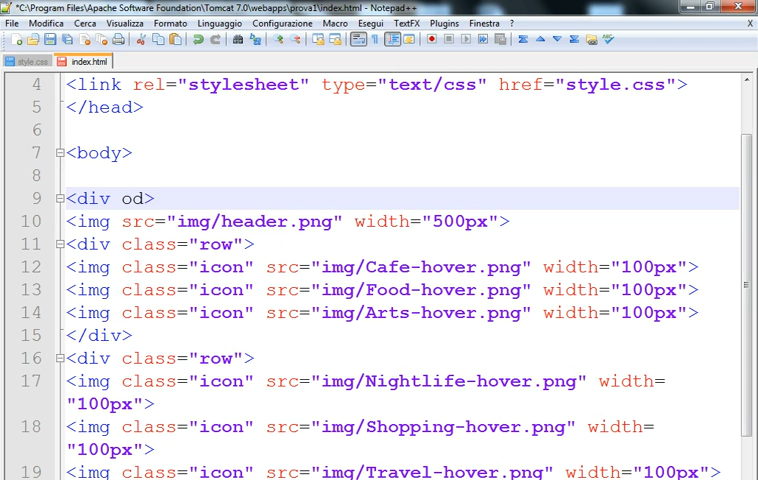 *C:\Program Files\Apache Software Foundation\Tomcat 7.0\webapps\prova1\index.html - Notepad++
File Modifica Cerca Visualizza Formato Linguaggio Configurazione Macro Esegui TextFX Plugins Finestra ?
style.css index.html
4 <link rel="stylesheet" type="text/css" href="style.css">
5 </head>
6
7 <body>
8
9 <div od>
10 <img src="img/header.png" width="500px">
11 <div class="row">
12 <img class="icon" src="img/Cafe-hover.png" width="100px">
13 <img class="icon" src="img/Food-hover.png" width="100px">
14 <img class="icon" src="img/Arts-hover.png" width="100px">
15 </div>
16 <div class="row">
17 <img class="icon" src="img/Nightlife-hover.png" width=
"100px">
18 <img class="icon" src="img/Shopping-hover.png" width=
"100px">
19 <img class="icon" src="img/Travel-hover.png" width="100px">